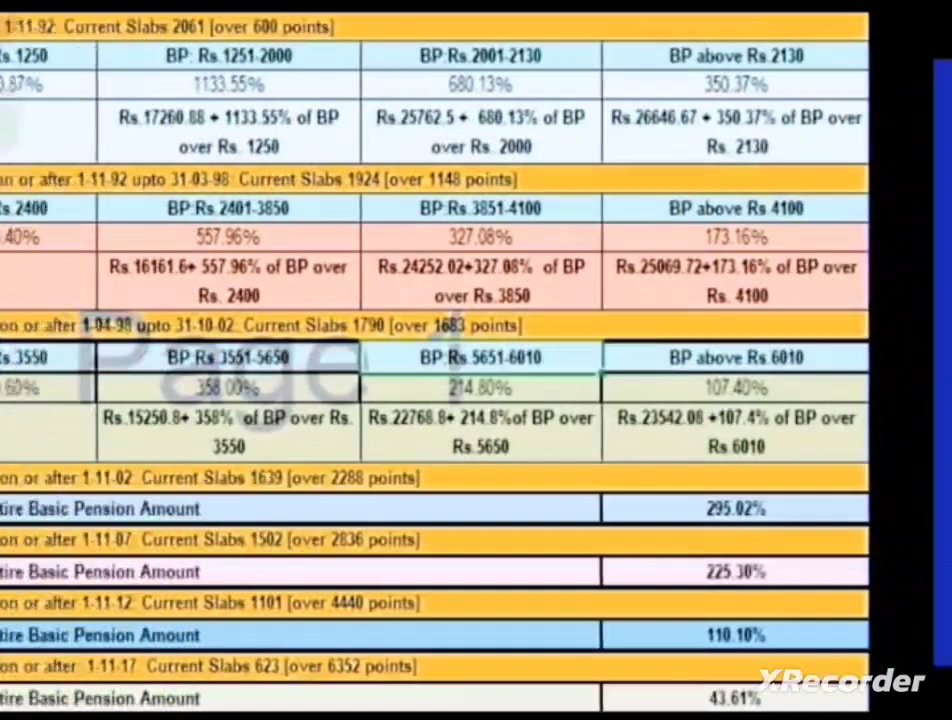 1-11-92: Current Slabs 2061 [over 600 points]
s.1250 BP: Rs.1251-2000 BP:Rs.2001-2130 BP above Rs.2130
0.87% 1133.55% 680.13% 350.37%
Rs.17260.88 + 1133.55% of BP Rs.25762.5 + 680.13% of BP Rs.26646.67 + 350.37% of BP over
over Rs. 1250 over Rs. 2000 Rs. 2130
on or after 1-11-92 upto 31-03-98: Current Slabs 1924 [over 1148 points]
s.2400 BP:Rs.2401-3850 BP:Rs.3851-4100 BP above Rs 4100
.40% 557.96% 327.08% 173.16%
Rs.16161.6+ 557.96% of BP over Rs.24252.02+327.08% of BP Rs.25069.72+173.16% of BP over
Rs. 2400 over Rs.3850 Rs. 4100
on or after 1-04-98 upto 31-10-02: Current Slabs 1790 [over 1683 points]
s.3550 BP:Rs.3551-5650 BP:Rs.5651-6010 BP above Rs.6010
.60% 358.00% 214.80% 107.40%
Rs.15250.8+ 358% of BP over Rs. Rs.22768.8+ 214.8%of BP over Rs.23542.08 +107.4% of BP over
3550 Rs.5650 Rs.6010
Page 1
on or after 1-11-02: Current Slabs 1639 [over 2288 points]
tire Basic Pension Amount 295.02%
on or after 1-11-07: Current Slabs 1502 [over 2836 points]
tire Basic Pension Amount 225.30%
on or after 1-11-12: Current Slabs 1101 [over 4440 points]
tire Basic Pension Amount 110.10%
on or after: 1-11-17: Current Slabs 623 [over 6352 points]
tire Basic Pension Amount 43.61%
XRecorder